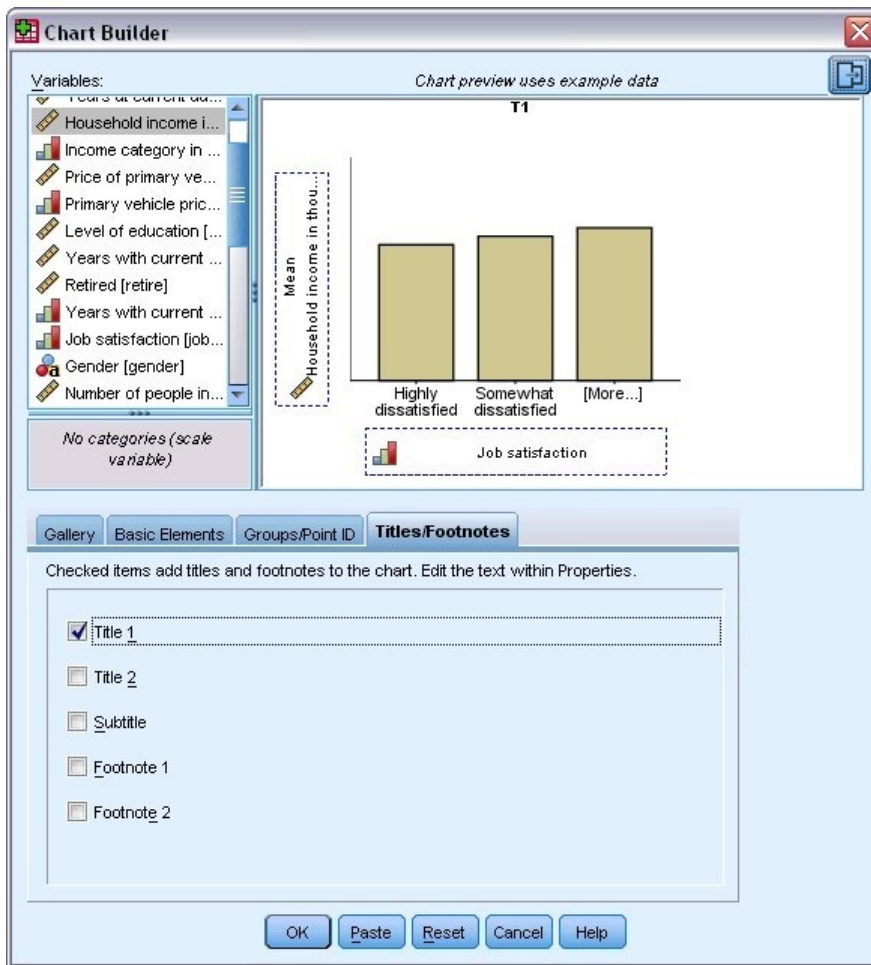 Chart Builder
Variables:
Chart preview uses example data
Household income i...
Income category in ...
Price of primary ve...
Primary vehicle pric...
Level of education [...
Years with current ...
Retired [retire]
Years with current ...
Job satisfaction [job...
Gender [gender]
Number of people in...
No categories (scale
variable)
T1
Mean
Household income in thou...
Highly
dissatisfied
Somewhat
dissatisfied
[More...]
Job satisfaction
Gallery
Basic Elements
Groups/Point ID
Titles/Footnotes
Checked items add titles and footnotes to the chart. Edit the text within Properties.
Title 1
Title 2
Subtitle
Footnote 1
Footnote 2
OK
Paste
Reset
Cancel
Help